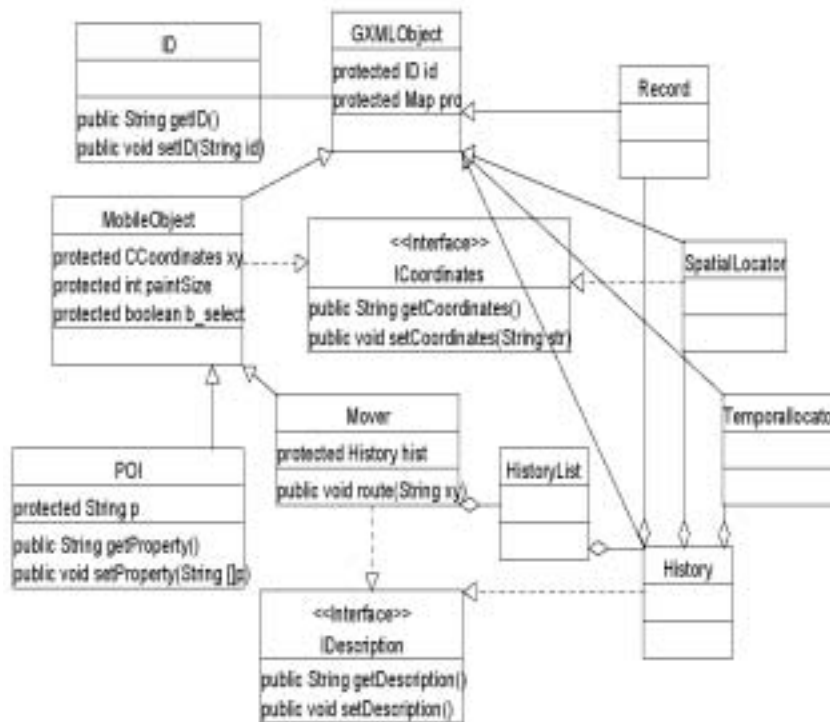 ID
public String getID()
public void setID(String id)
GXMLObject
protected ID id
protected Map pro
Record
MobileObject
protected CCoordinates xy
protected int paintSize
protected boolean b_select
<<Interface>>
ICoordinates
public String getCoordinates()
public void setCoordinates(String str)
SpatialLocator
Mover
protected History hist
public void route(String xy)
Temporallocator
POI
protected String p
public String getProperty()
public void setProperty(String []p)
HistoryList
History
<<Interface>>
IDescription
public String getDescription()
public void setDescription()